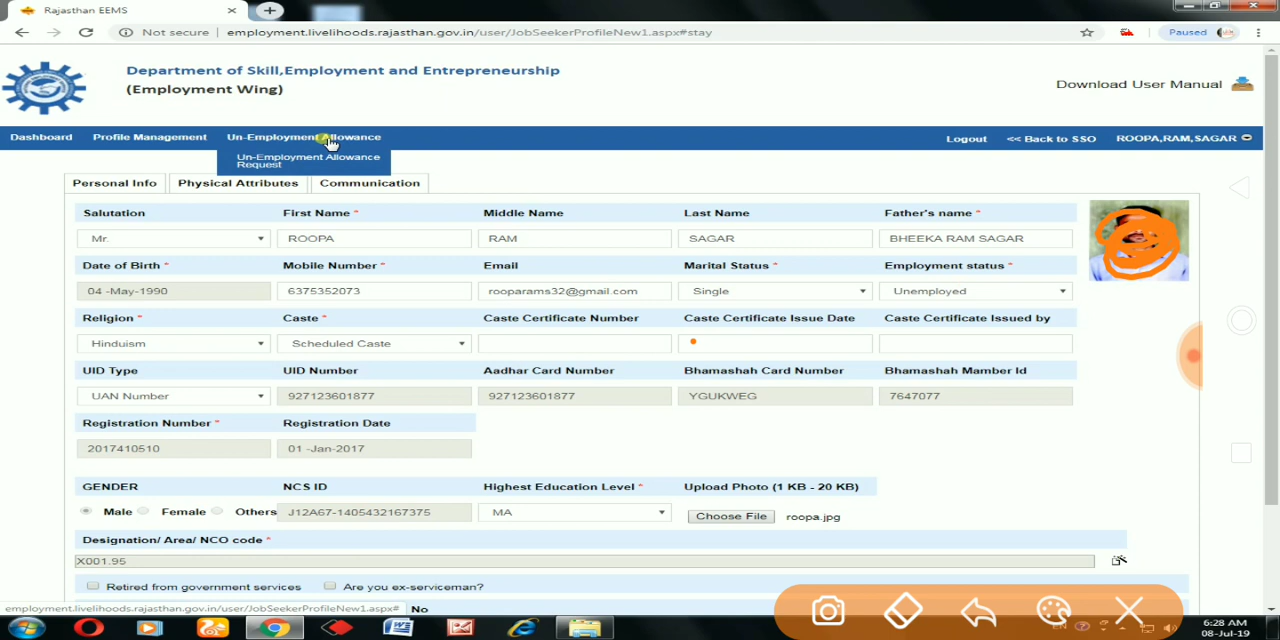 Rajasthan EEMS
Not secure | employment.livelihoods.rajasthan.gov.in/user/JobSeekerProfileNew1.aspx#stay
Paused
Department of Skill,Employment and Entrepreneurship
(Employment Wing)
Download User Manual
Dashboard Profile Management Un-Employment Allowance Logout << Back to SSO ROOPA,RAM,SAGAR
Un-Employment Allowance
Request
Personal Info Physical Attributes Communication
Salutation First Name * Middle Name Last Name Father's name *
Mr. ROOPA RAM SAGAR BHEEKA RAM SAGAR
Date of Birth * Mobile Number * Email Marital Status * Employment status *
04 -May-1990 6375352073 rooparams32@gmail.com Single Unemployed
Religion * Caste * Caste Certificate Number Caste Certificate Issue Date Caste Certificate Issued by
Hinduism Scheduled Caste
UID Type UID Number Aadhar Card Number Bhamashah Card Number Bhamashah Mamber Id
UAN Number 927123601877 927123601877 YGUKWEG 7647077
Registration Number * Registration Date
2017410510 01 -Jan-2017
GENDER NCS ID Highest Education Level * Upload Photo (1 KB - 20 KB)
Male Female Others J12A67-1405432167375 MA Choose File roopa.jpg
Designation/ Area/ NCO code *
X001.95
Retired from government services Are you ex-serviceman?
employment.livelihoods.rajasthan.gov.in/user/JobSeekerProfileNew1.aspx# No
EN 6:28 AM
08-Jul-19